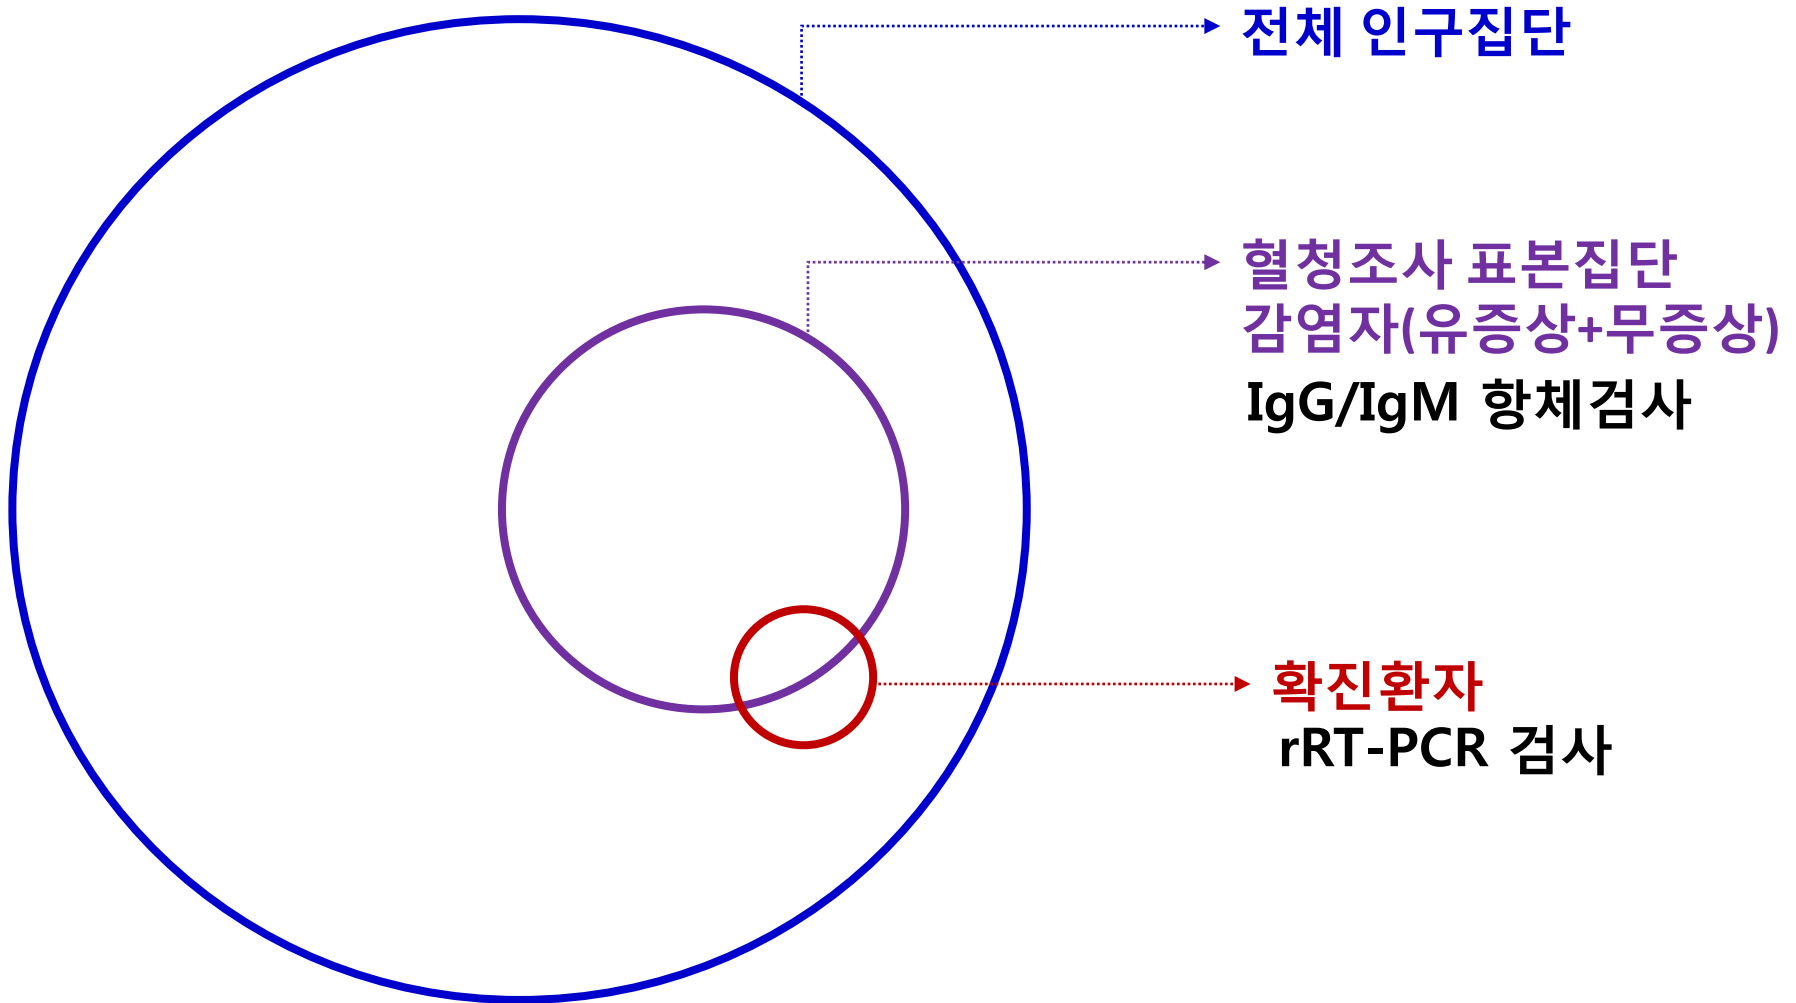 전체 인구집단
혈청조사 표본집단
감염자(유증상+무증상)
IgG/IgM 항체검사
확진환자
rRT-PCR 검사